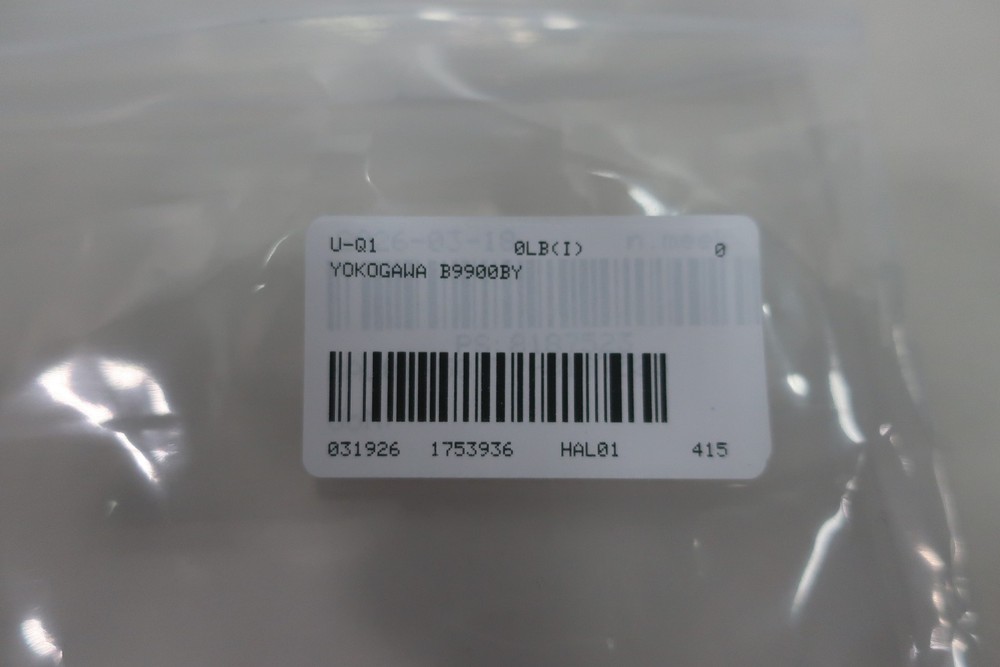 U-Q1 0LB(I) 0
YOKOGAWA B9900BY
031926 1753936 HAL01 415